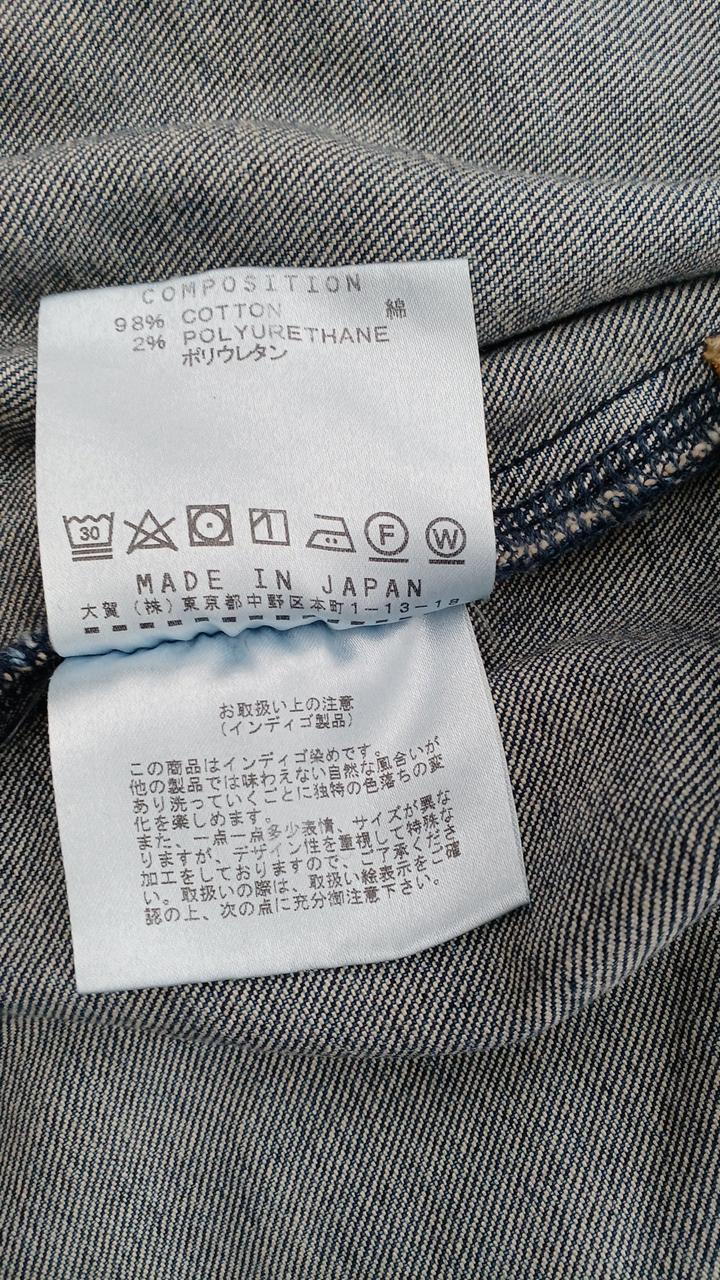 COMPOSITION
98% COTTON 綿
2% POLYURETHANE
ポリウレタン
30 F W
MADE IN JAPAN
大賀（株）東京都中野区本町1−13−18
お取扱い上の注意
（インディゴ製品）
この商品はインディゴ染めです。
他の製品では味わえない自然な風合いが
あり洗っていくごとに独特の色落ちの変
化を楽しめます。
また、一点一点多少表情、サイズが異な
りますが、デザイン性を重視して特殊な
加工をしておりますので、ご了承くださ
い。取扱いの際は、取扱い絵表示をご確
認の上、次の点に充分御注意下さい。